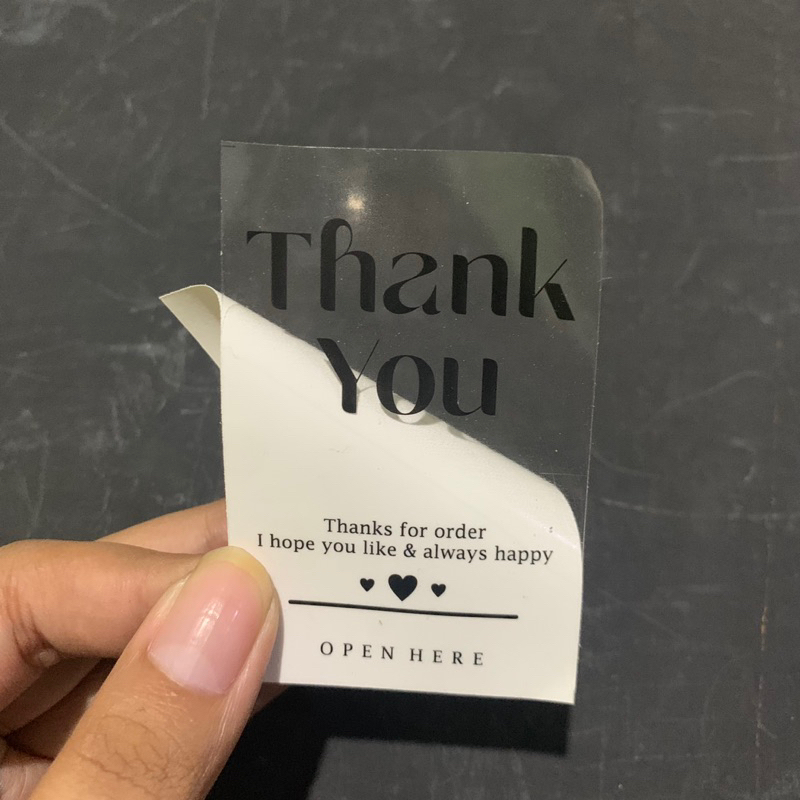 Thank
You
Thanks for order
I hope you like & always happy
OPEN HERE